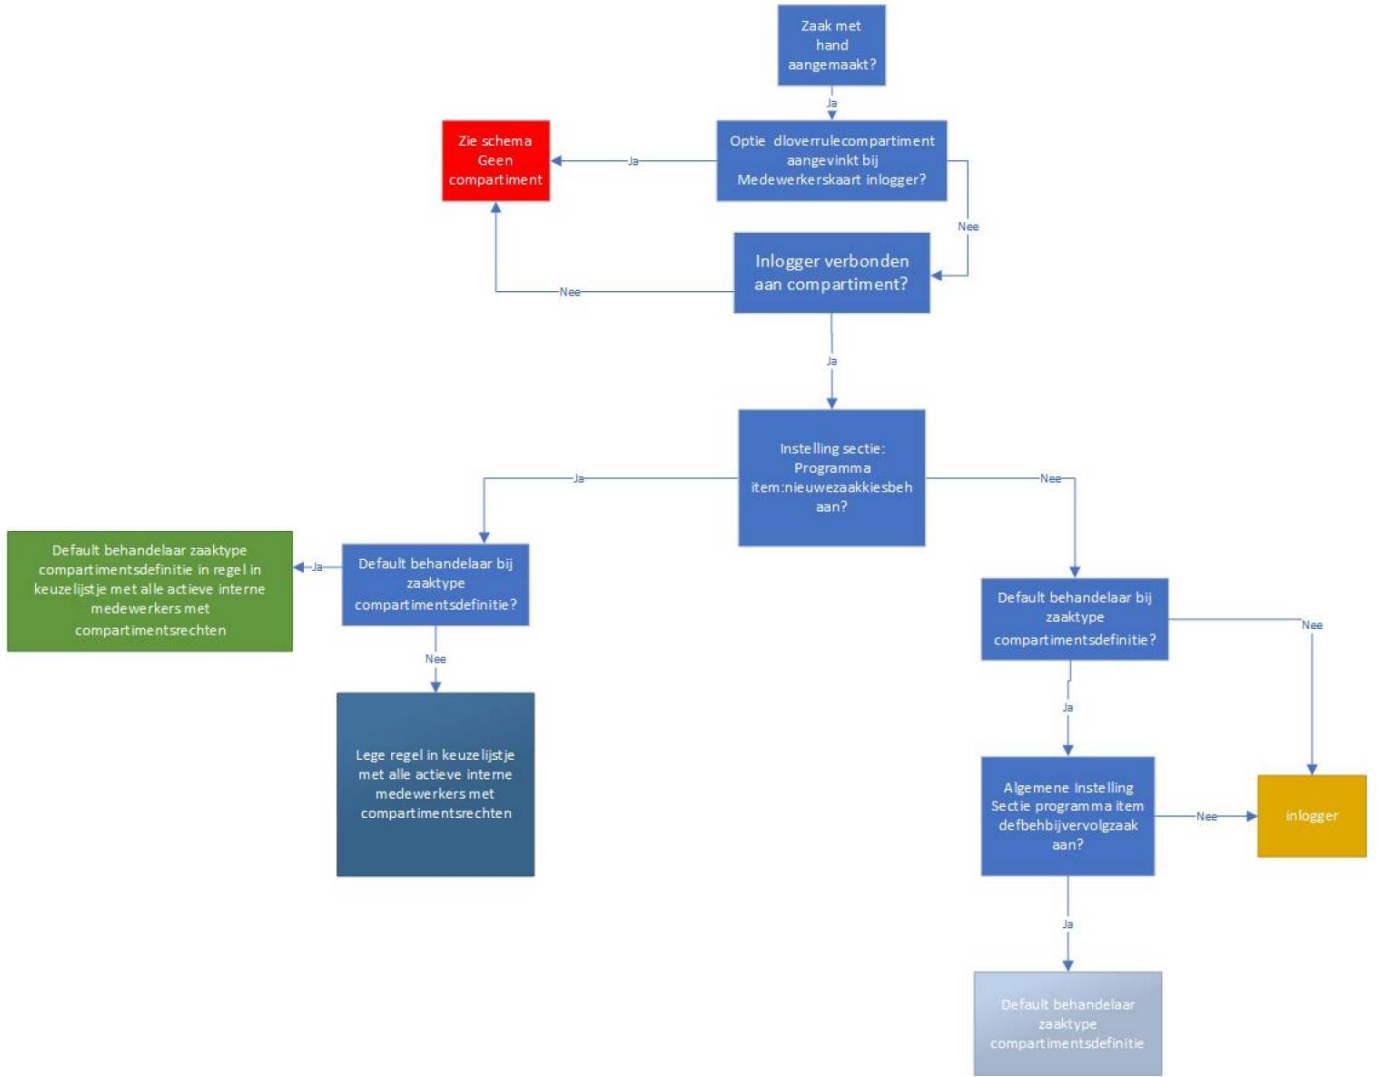 Zaak met
hand
aangemaakt?
Ja
Zie schema
Geen
compartiment
Ja
Optie dloverrulecompartiment
aangevinkt bij
Medewerkerskaart inlogger?
Nee
Inlogger verbonden
aan compartiment?
Nee
Ja
Instelling sectie:
Programma
item:nieuwezaakkiesbeh
aan?
Ja
Nee
Default behandelaar zaaktype
compartimentsdefinitie in regel in
keuzelijstje met alle actieve interne
medewerkers met
compartimentsrechten
Ja
Default behandelaar bij
zaaktype
compartimentsdefinitie?
Default behandelaar bij
zaaktype
compartimentsdefinitie?
Nee
Nee
Ja
Lege regel in keuzelijstje
met alle actieve interne
medewerkers met
compartimentsrechten
Algemene Instelling
Sectie programma item
defbehbijvervolgzaak
aan?
Nee
inlogger
Ja
Default behandelaar
zaaktype
compartimentsdefinitie